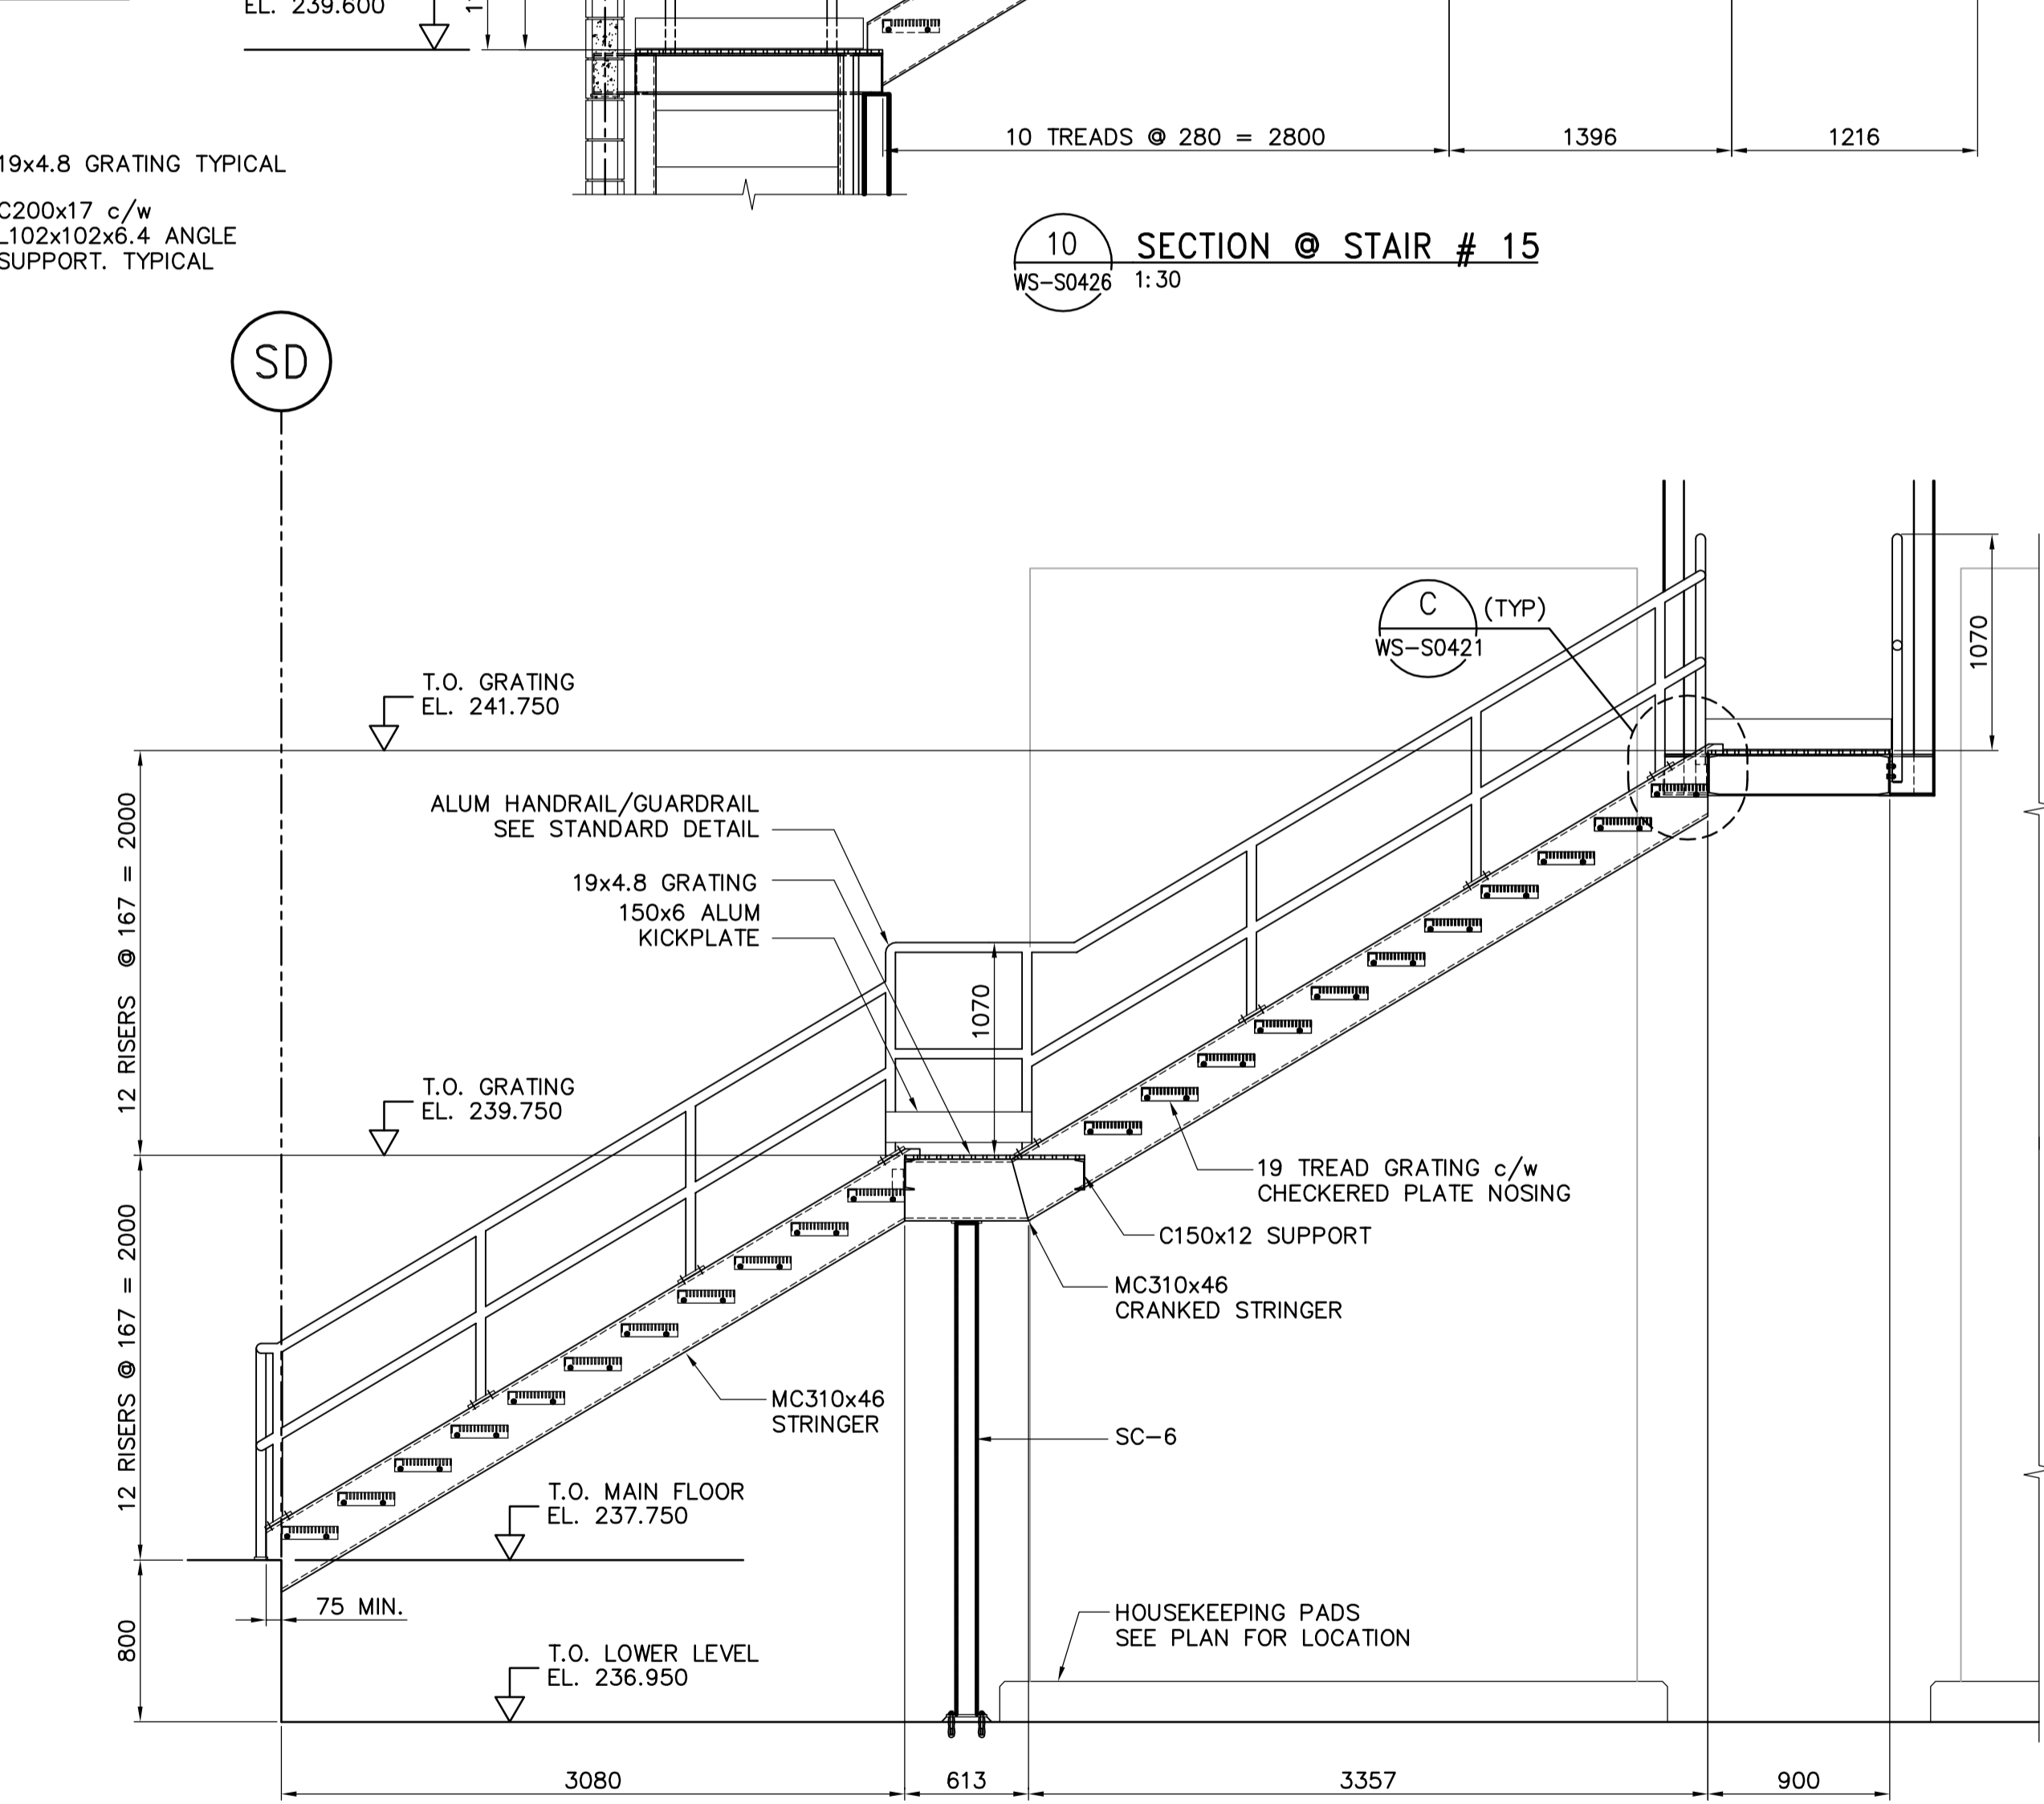 EL. 239.600
19x4.8 GRATING TYPICAL
C200x17 c/w
L102x102x6.4 ANGLE
SUPPORT. TYPICAL
10 TREADS @ 280 = 2800
1396
1216
10
WS-S0426
SECTION @ STAIR # 15
1:30
SD
C
WS-S0421
(TYP)
1070
T.O. GRATING
EL. 241.750
12 RISERS @ 167 = 2000
ALUM HANDRAIL/GUARDRAIL
SEE STANDARD DETAIL
19x4.8 GRATING
150x6 ALUM
KICKPLATE
1070
T.O. GRATING
EL. 239.750
12 RISERS @ 167 = 2000
19 TREAD GRATING c/w
CHECKERED PLATE NOSING
C150x12 SUPPORT
MC310x46
CRANKED STRINGER
MC310x46
STRINGER
SC-6
T.O. MAIN FLOOR
EL. 237.750
75 MIN.
800
HOUSEKEEPING PADS
SEE PLAN FOR LOCATION
T.O. LOWER LEVEL
EL. 236.950
3080
613
3357
900